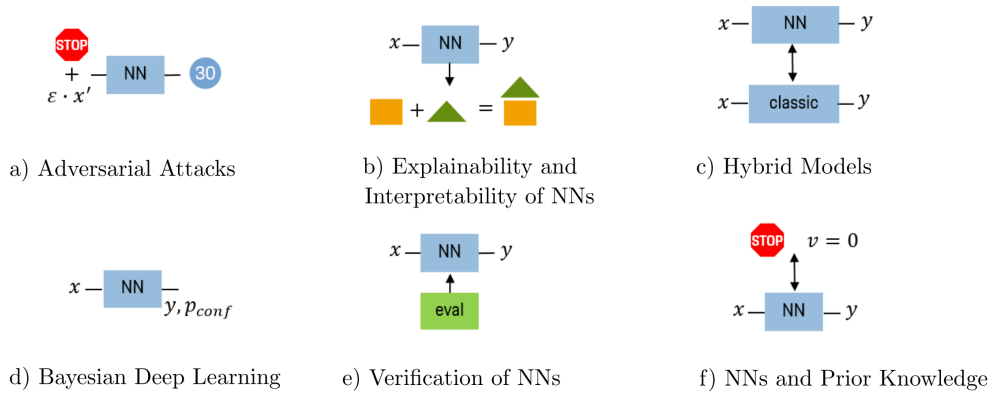 STOP
+
NN
30
ε · x′
a) Adversarial Attacks
x
NN
y
+
=
b) Explainability and
Interpretability of NNs
x
NN
y
x
classic
y
c) Hybrid Models
x
NN
y, p_conf
d) Bayesian Deep Learning
x
NN
y
eval
e) Verification of NNs
STOP
v = 0
x
NN
y
f) NNs and Prior Knowledge